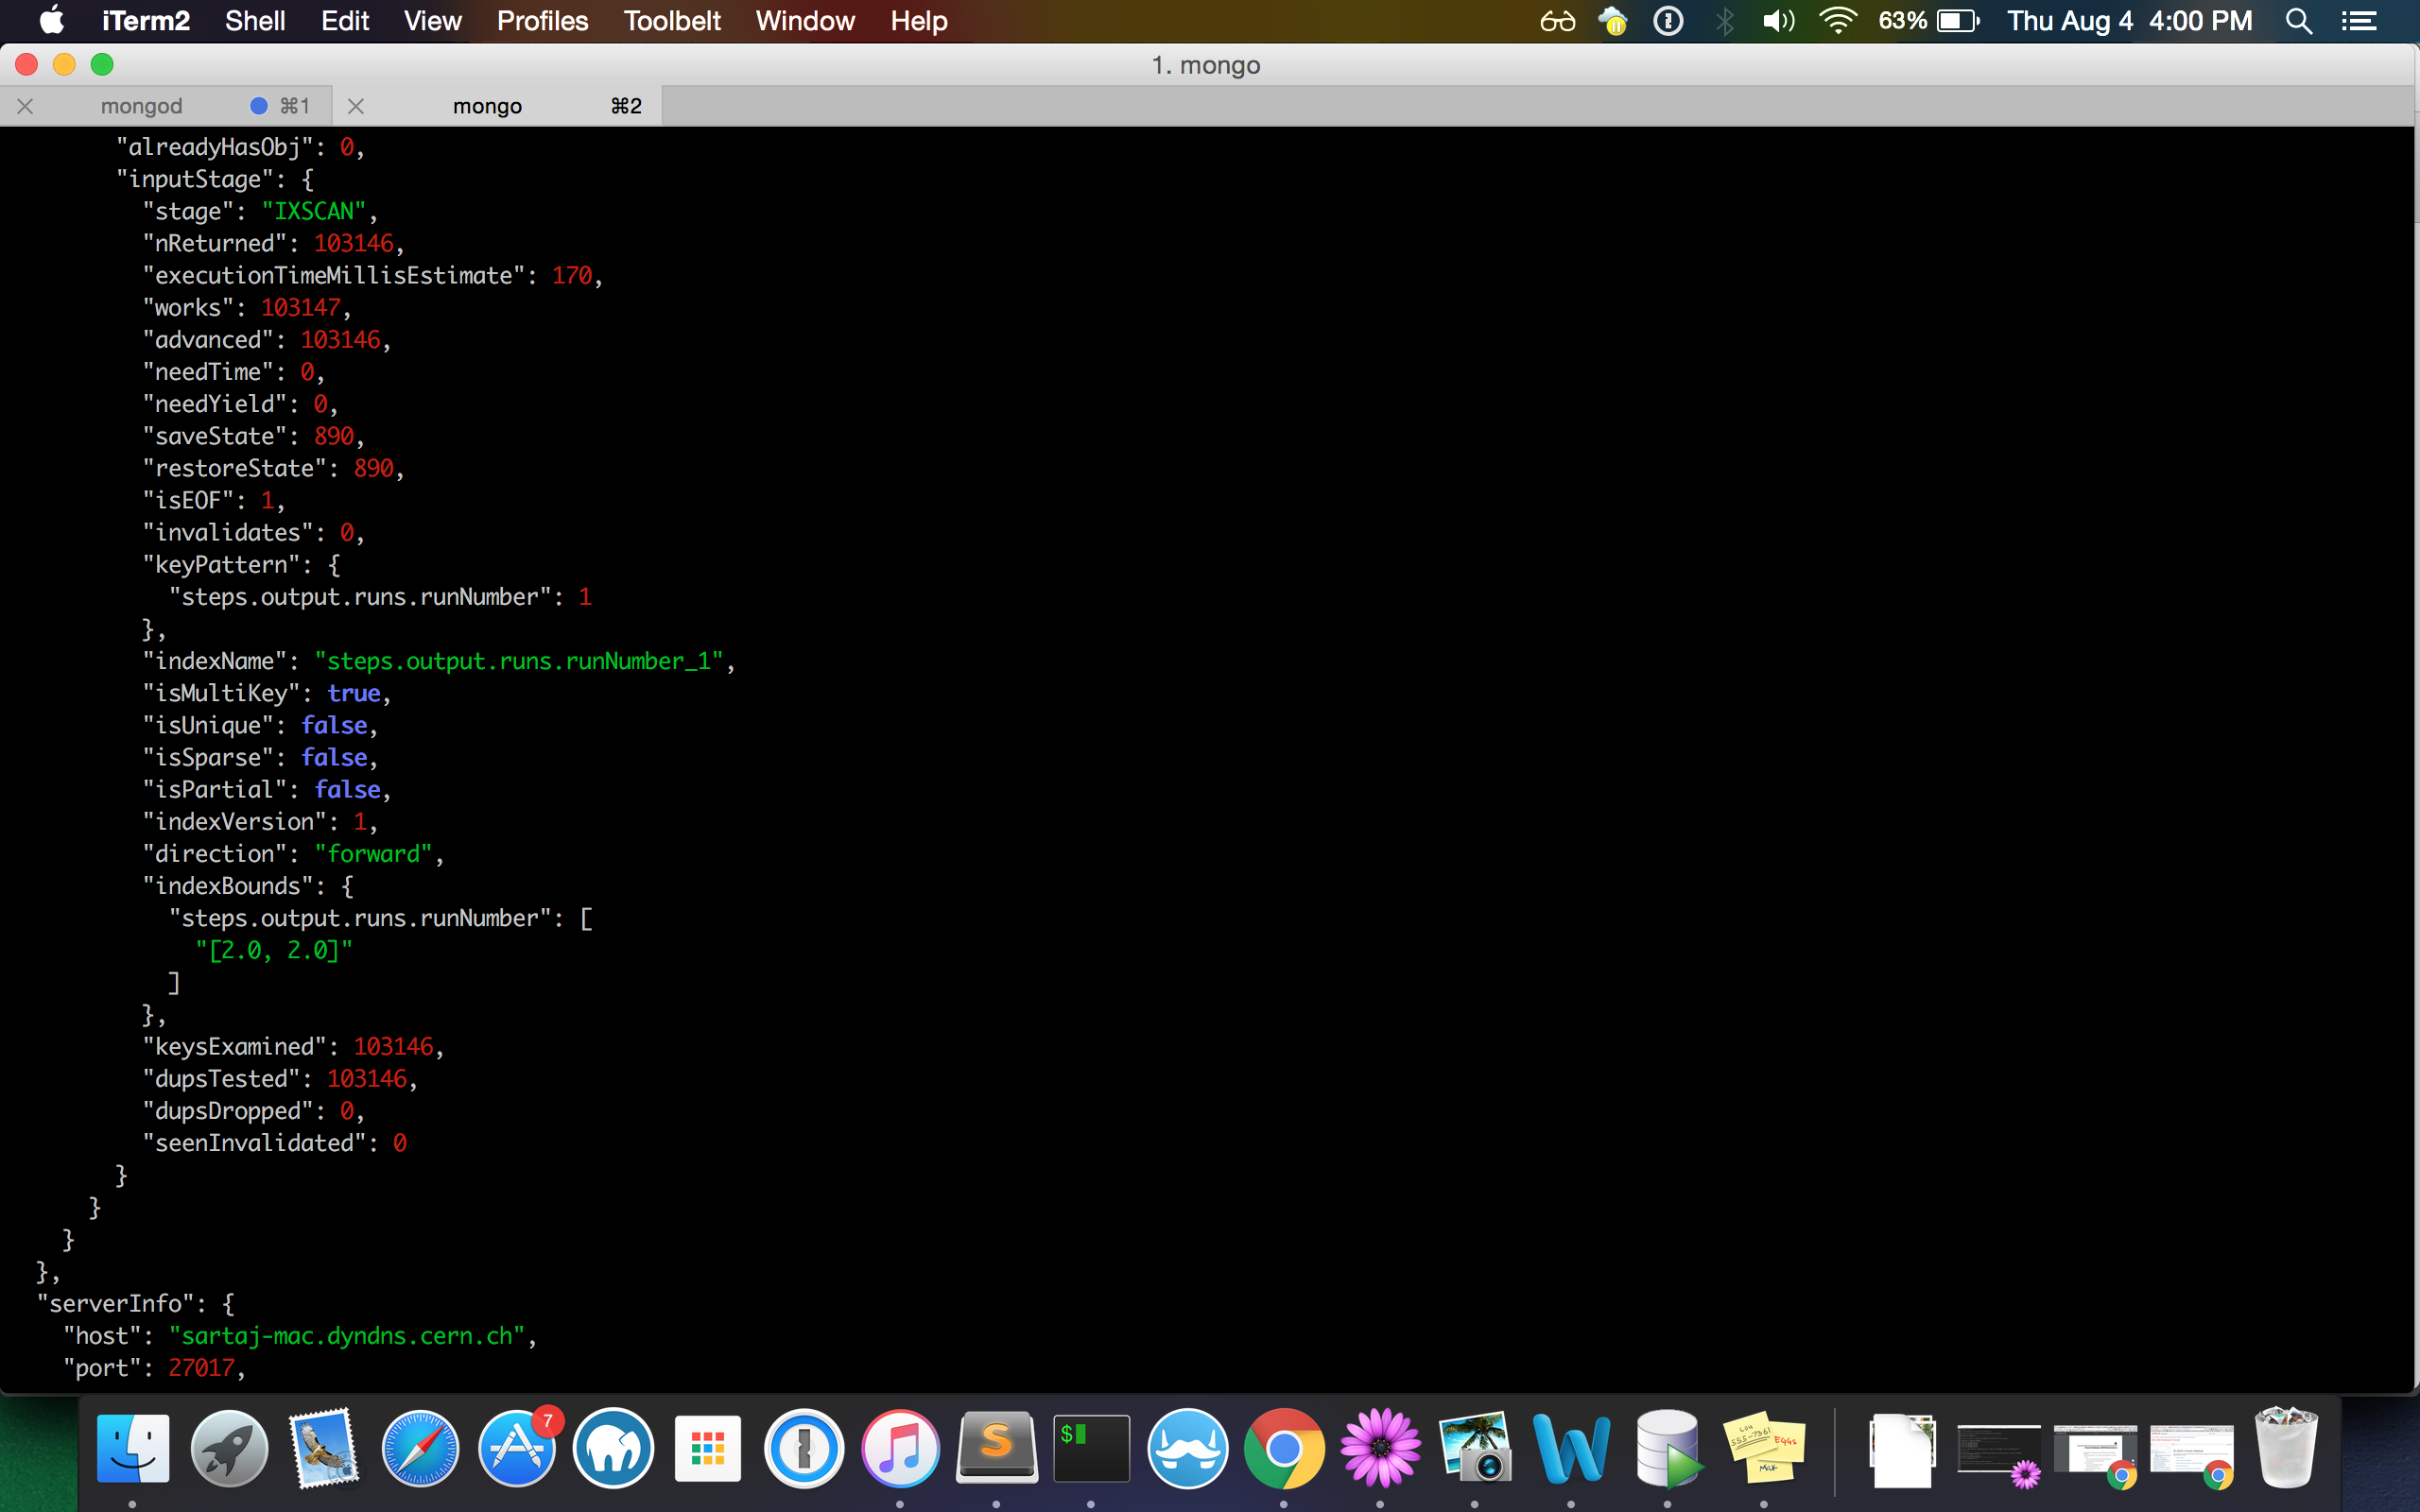 iTerm2 Shell Edit View Profiles Toolbelt Window Help 63% Thu Aug 4 4:00 PM
1. mongo
mongod ⌘1 mongo ⌘2
"alreadyHasObj": 0,
"inputStage": {
"stage": "IXSCAN",
"nReturned": 103146,
"executionTimeMillisEstimate": 170,
"works": 103147,
"advanced": 103146,
"needTime": 0,
"needYield": 0,
"saveState": 890,
"restoreState": 890,
"isEOF": 1,
"invalidates": 0,
"keyPattern": {
"steps.output.runs.runNumber": 1
},
"indexName": "steps.output.runs.runNumber_1",
"isMultiKey": true,
"isUnique": false,
"isSparse": false,
"isPartial": false,
"indexVersion": 1,
"direction": "forward",
"indexBounds": {
"steps.output.runs.runNumber": [
"[2.0, 2.0]"
]
},
"keysExamined": 103146,
"dupsTested": 103146,
"dupsDropped": 0,
"seenInvalidated": 0
}
}
}
},
"serverInfo": {
"host": "sartaj-mac.dyndns.cern.ch",
"port": 27017,
7
S
$
LOU
555-7361
EGGS
MILK